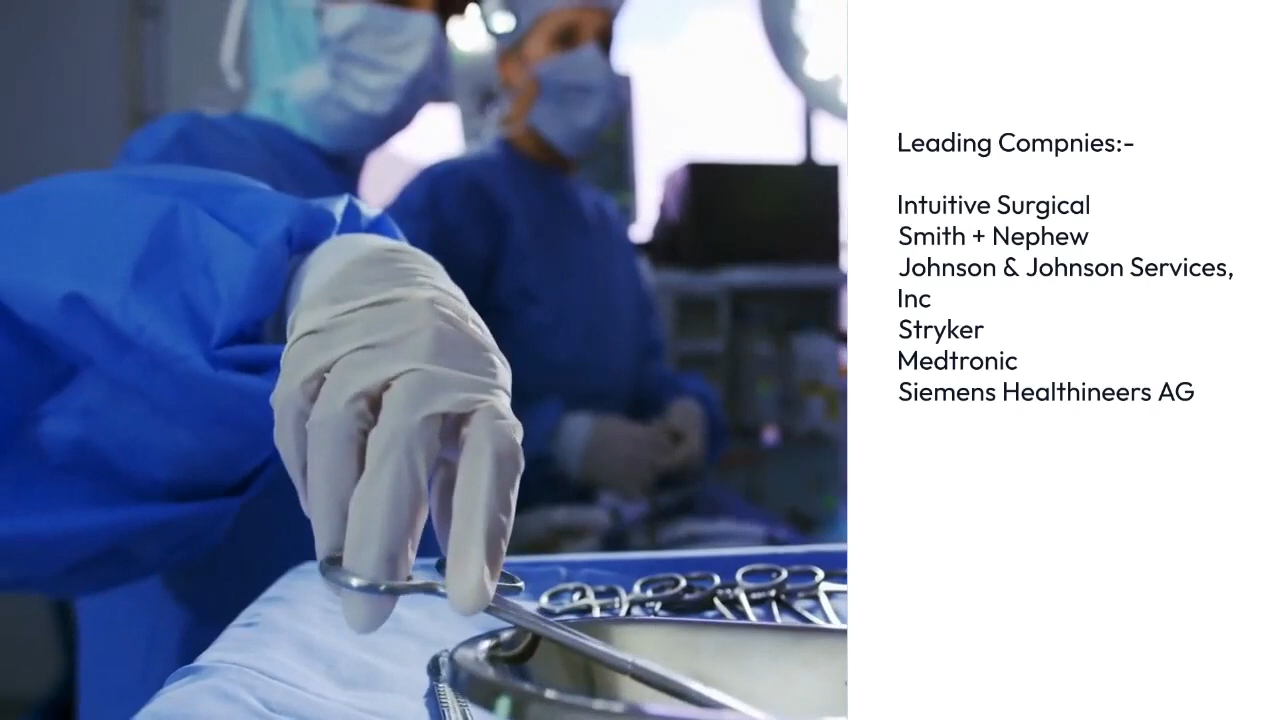 Leading Compnies:-
Intuitive Surgical
Smith + Nephew
Johnson & Johnson Services,
Inc
Stryker
Medtronic
Siemens Healthineers AG